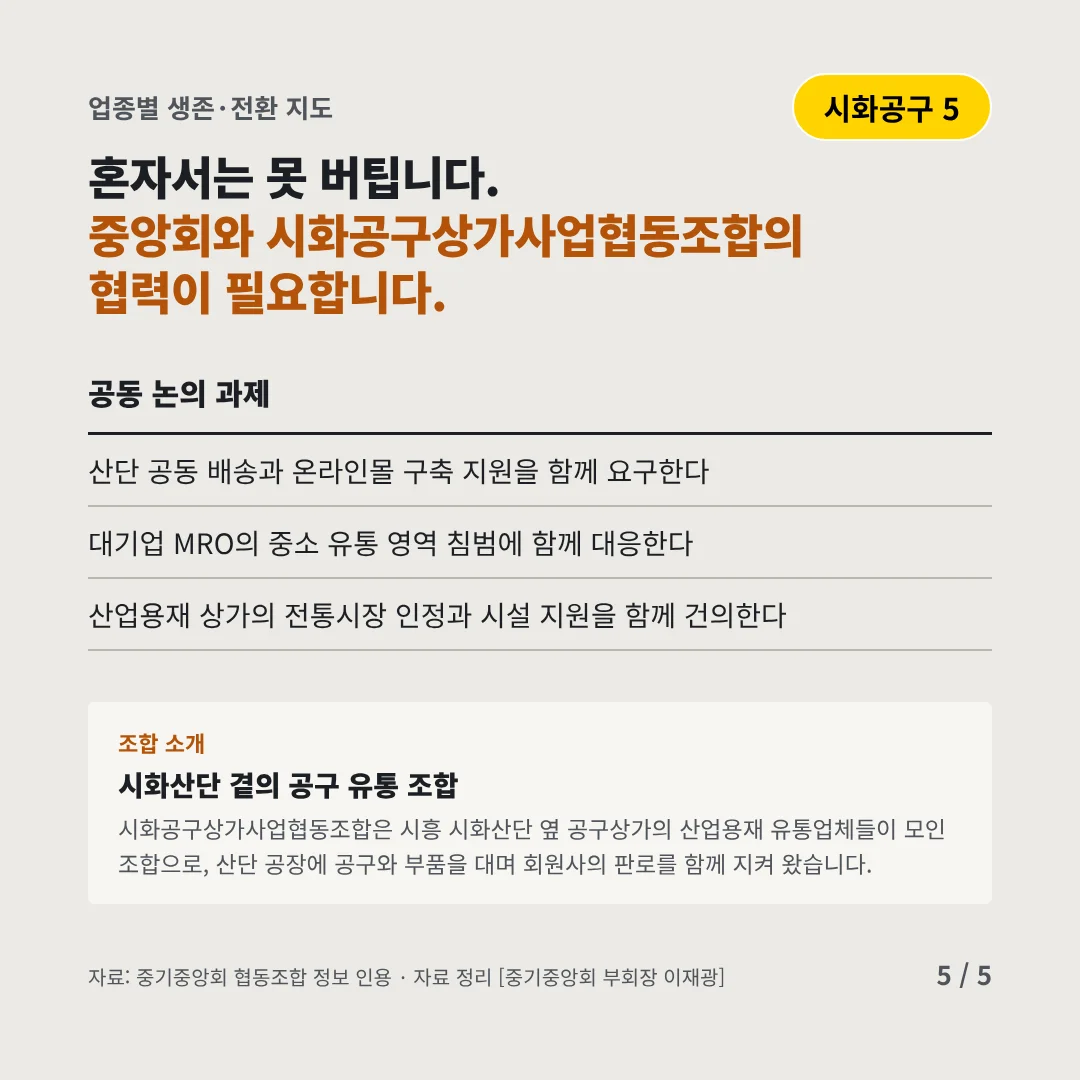 업종별 생존·전환 지도
시화공구 5
혼자서는 못 버팁니다.
중앙회와 시화공구상가사업협동조합의
협력이 필요합니다.
공동 논의 과제
산단 공동 배송과 온라인몰 구축 지원을 함께 요구한다
대기업 MRO의 중소 유통 영역 침범에 함께 대응한다
산업용재 상가의 전통시장 인정과 시설 지원을 함께 건의한다
조합 소개
시화산단 곁의 공구 유통 조합
시화공구상가사업협동조합은 시흥 시화산단 옆 공구상가의 산업용재 유통업체들이 모인
조합으로, 산단 공장에 공구와 부품을 대며 회원사의 판로를 함께 지켜 왔습니다.
자료: 중기중앙회 협동조합 정보 인용 · 자료 정리 [중기중앙회 부회장 이재광]
5 / 5